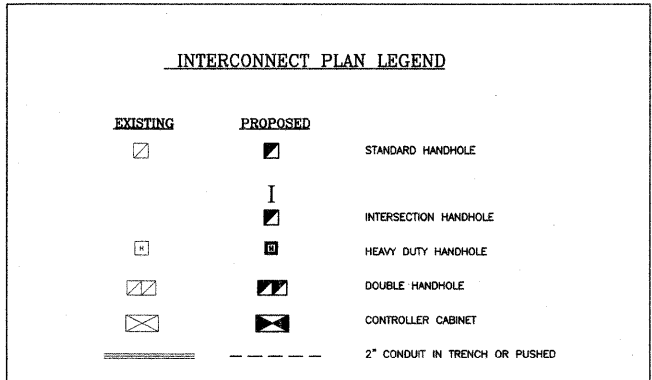 INTERCONNECT PLAN LEGEND
EXISTING PROPOSED
STANDARD HANDHOLE
I
INTERSECTION HANDHOLE
H H HEAVY DUTY HANDHOLE
DOUBLE HANDHOLE
CONTROLLER CABINET
2" CONDUIT IN TRENCH OR PUSHED